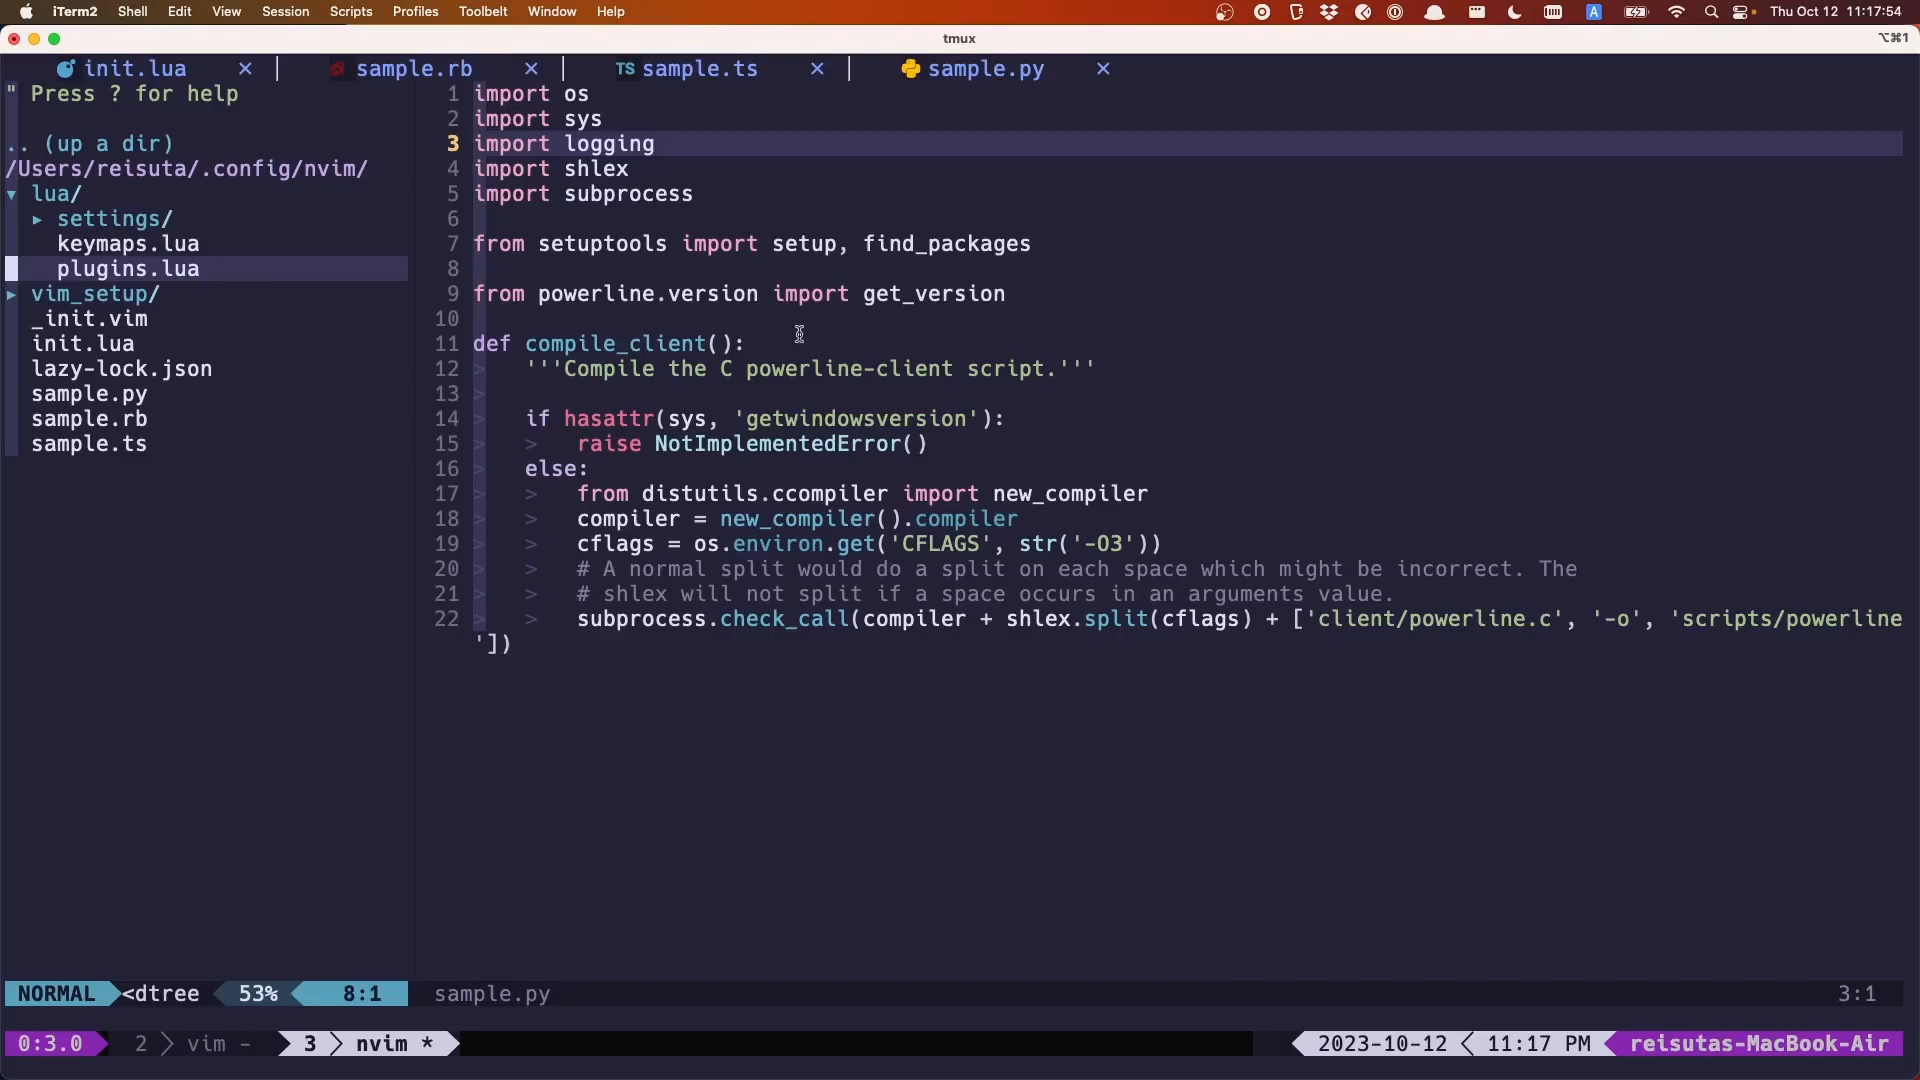 iTerm2 Shell Edit View Session Scripts Profiles Toolbelt Window Help A Thu Oct 12 11:17:54
tmux ⌥⌘1
init.lua × sample.rb × TS sample.ts × sample.py ×
" Press ? for help
.. (up a dir)
/Users/reisuta/.config/nvim/
▾ lua/
▸ settings/
keymaps.lua
plugins.lua
▸ vim_setup/
_init.vim
init.lua
lazy-lock.json
sample.py
sample.rb
sample.ts
1 import os
2 import sys
3 import logging
4 import shlex
5 import subprocess
6
7 from setuptools import setup, find_packages
8
9 from powerline.version import get_version
10
11 def compile_client():
12 >   '''Compile the C powerline-client script.'''
13 >
14 >   if hasattr(sys, 'getwindowsversion'):
15 >   >   raise NotImplementedError()
16 >   else:
17 >   >   from distutils.ccompiler import new_compiler
18 >   >   compiler = new_compiler().compiler
19 >   >   cflags = os.environ.get('CFLAGS', str('-O3'))
20 >   >   # A normal split would do a split on each space which might be incorrect. The
21 >   >   # shlex will not split if a space occurs in an arguments value.
22 >   >   subprocess.check_call(compiler + shlex.split(cflags) + ['client/powerline.c', '-o', 'scripts/powerline
'])
NORMAL <dtree 53% 8:1 sample.py 3:1
0:3.0 2 vim - 3 nvim * 2023-10-12 11:17 PM reisutas-MacBook-Air